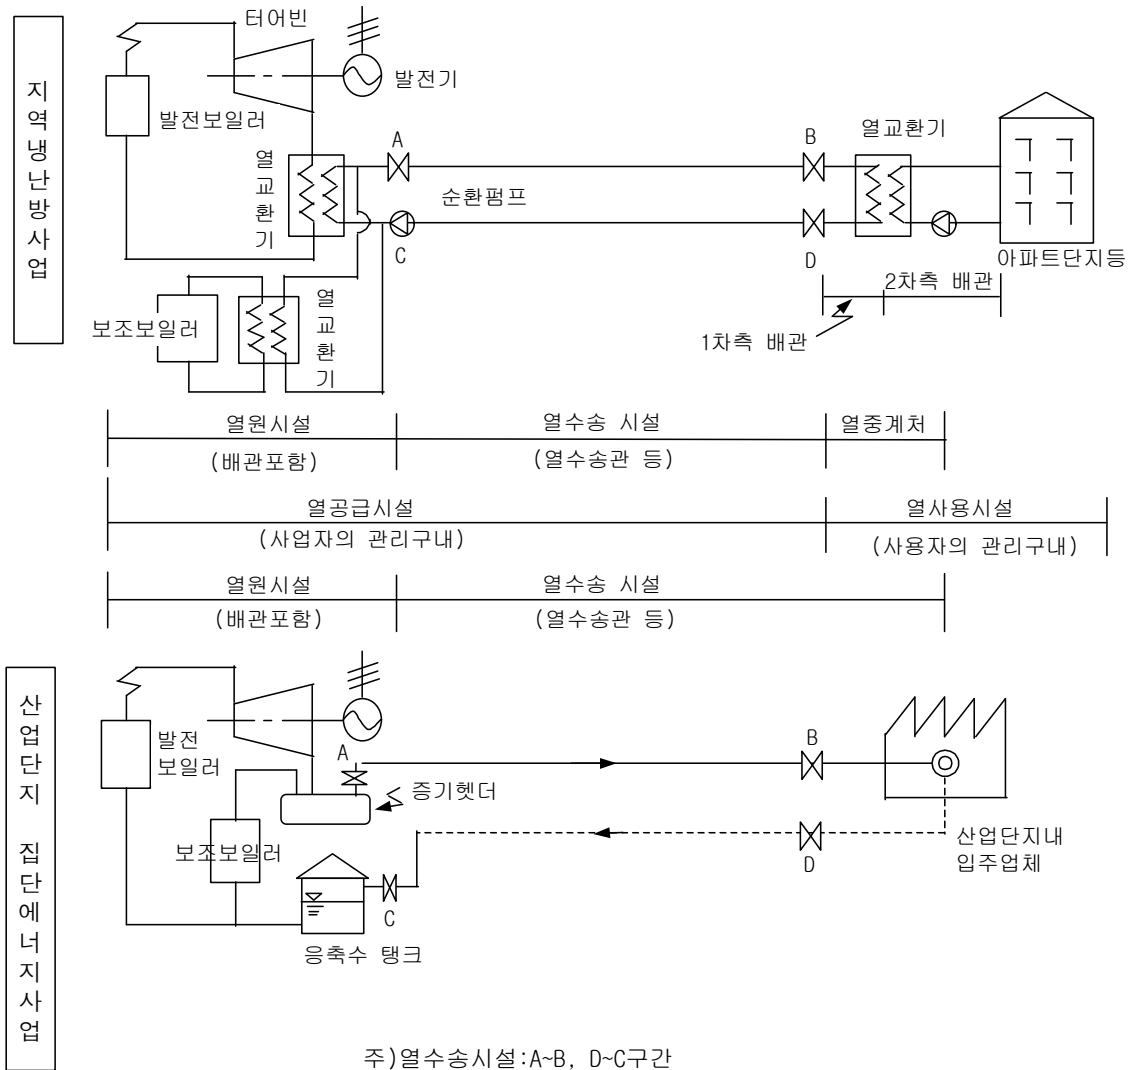 지역냉난방사업
터어빈
발전기
발전보일러
열교환기
A
순환펌프
C
B
열교환기
D
아파트단지등
2차측 배관
1차측 배관
보조보일러
열교환기
열원시설
(배관포함)
열수송 시설
(열수송관 등)
열중계처
열공급시설
(사업자의 관리구내)
열사용시설
(사용자의 관리구내)
열원시설
(배관포함)
열수송 시설
(열수송관 등)
산업단지 집단에너지사업
발전
보일러
A
증기헷더
보조보일러
C
응축수 탱크
B
D
산업단지내
입주업체
주)열수송시설:A~B, D~C구간